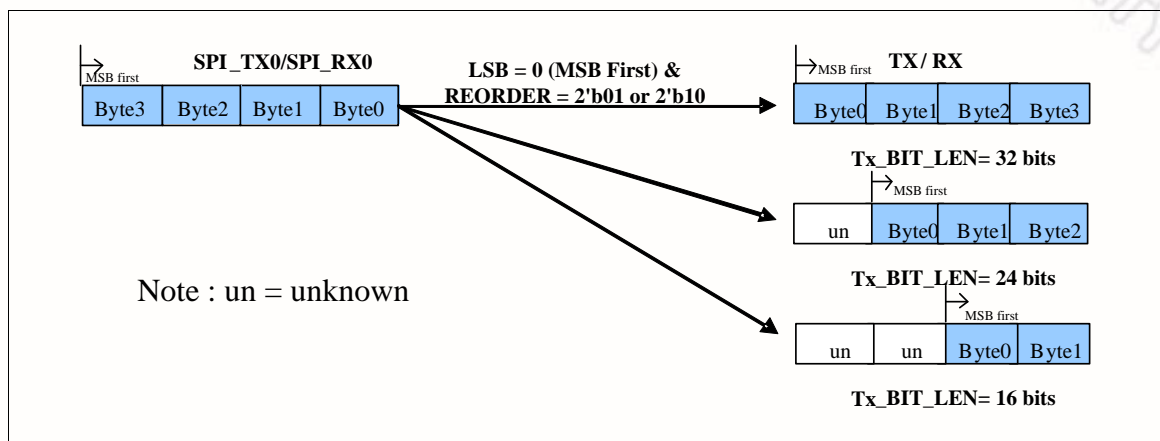 SPI_TX0/SPI_RX0
MSB first
Byte3 Byte2 Byte1 Byte0
LSB = 0 (MSB First) &
REORDER = 2'b01 or 2'b10
TX/ RX
MSB first
Byte0 Byte1 Byte2 Byte3
Tx_BIT_LEN= 32 bits
MSB first
un Byte0 Byte1 Byte2
Tx_BIT_LEN= 24 bits
MSB first
un un Byte0 Byte1
Tx_BIT_LEN= 16 bits
Note : un = unknown